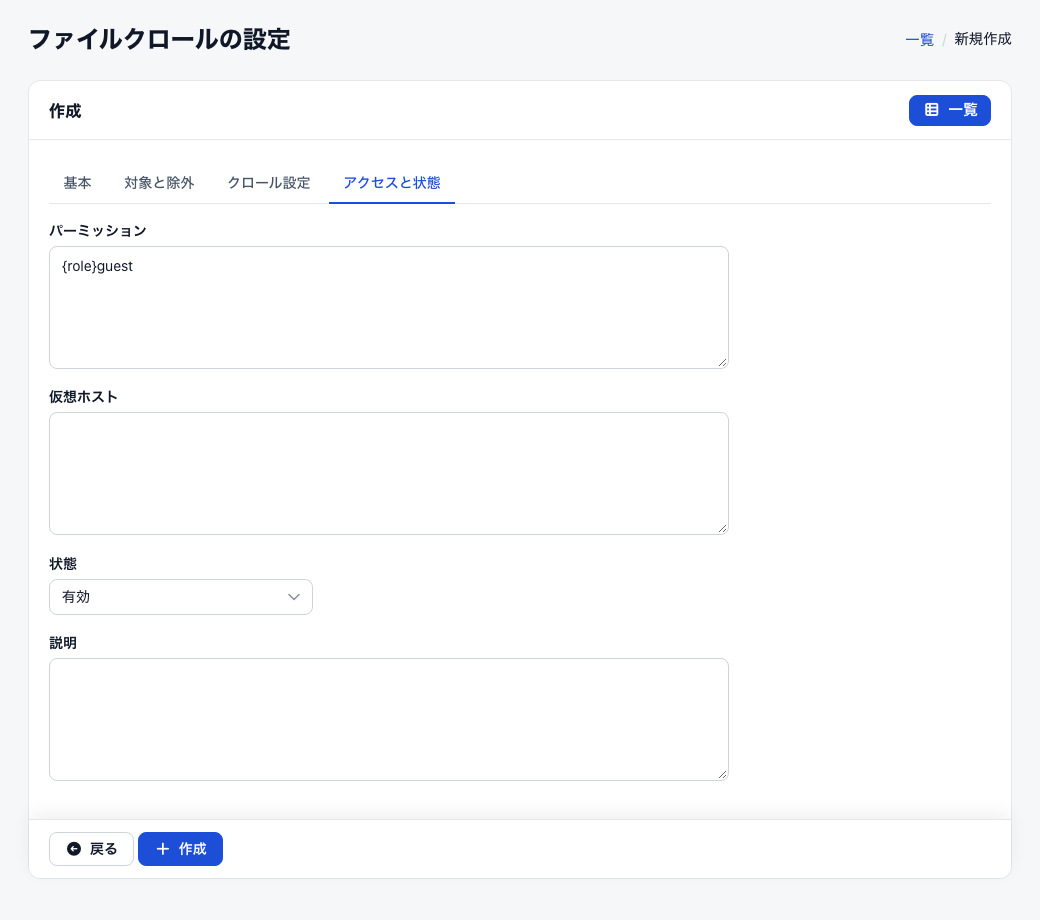 ファイルクロールの設定
一覧 / 新規作成
作成
一覧
基本 対象と除外 クロール設定 アクセスと状態
パーミッション
{role}guest
仮想ホスト
状態
有効
説明
戻る 作成